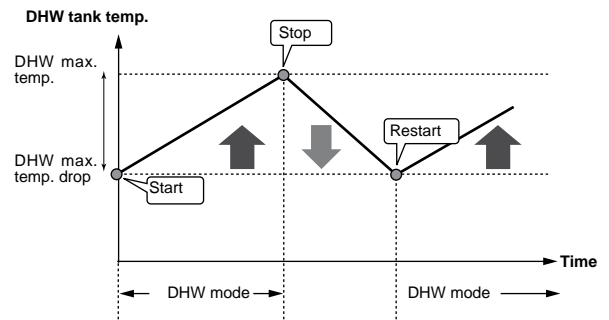 DHW tank temp.
Stop
DHW max.
temp.
Restart
DHW max.
temp. drop
Start
Time
DHW mode
DHW mode